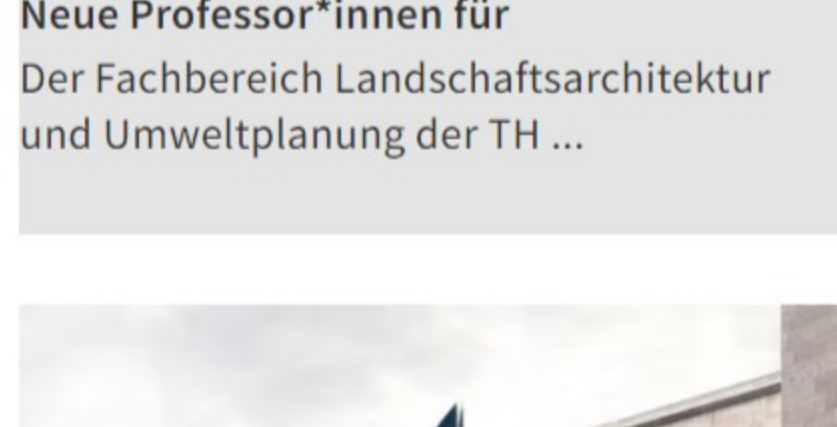 Neue Professor*innen für
Der Fachbereich Landschaftsarchitektur
und Umweltplanung der TH ...